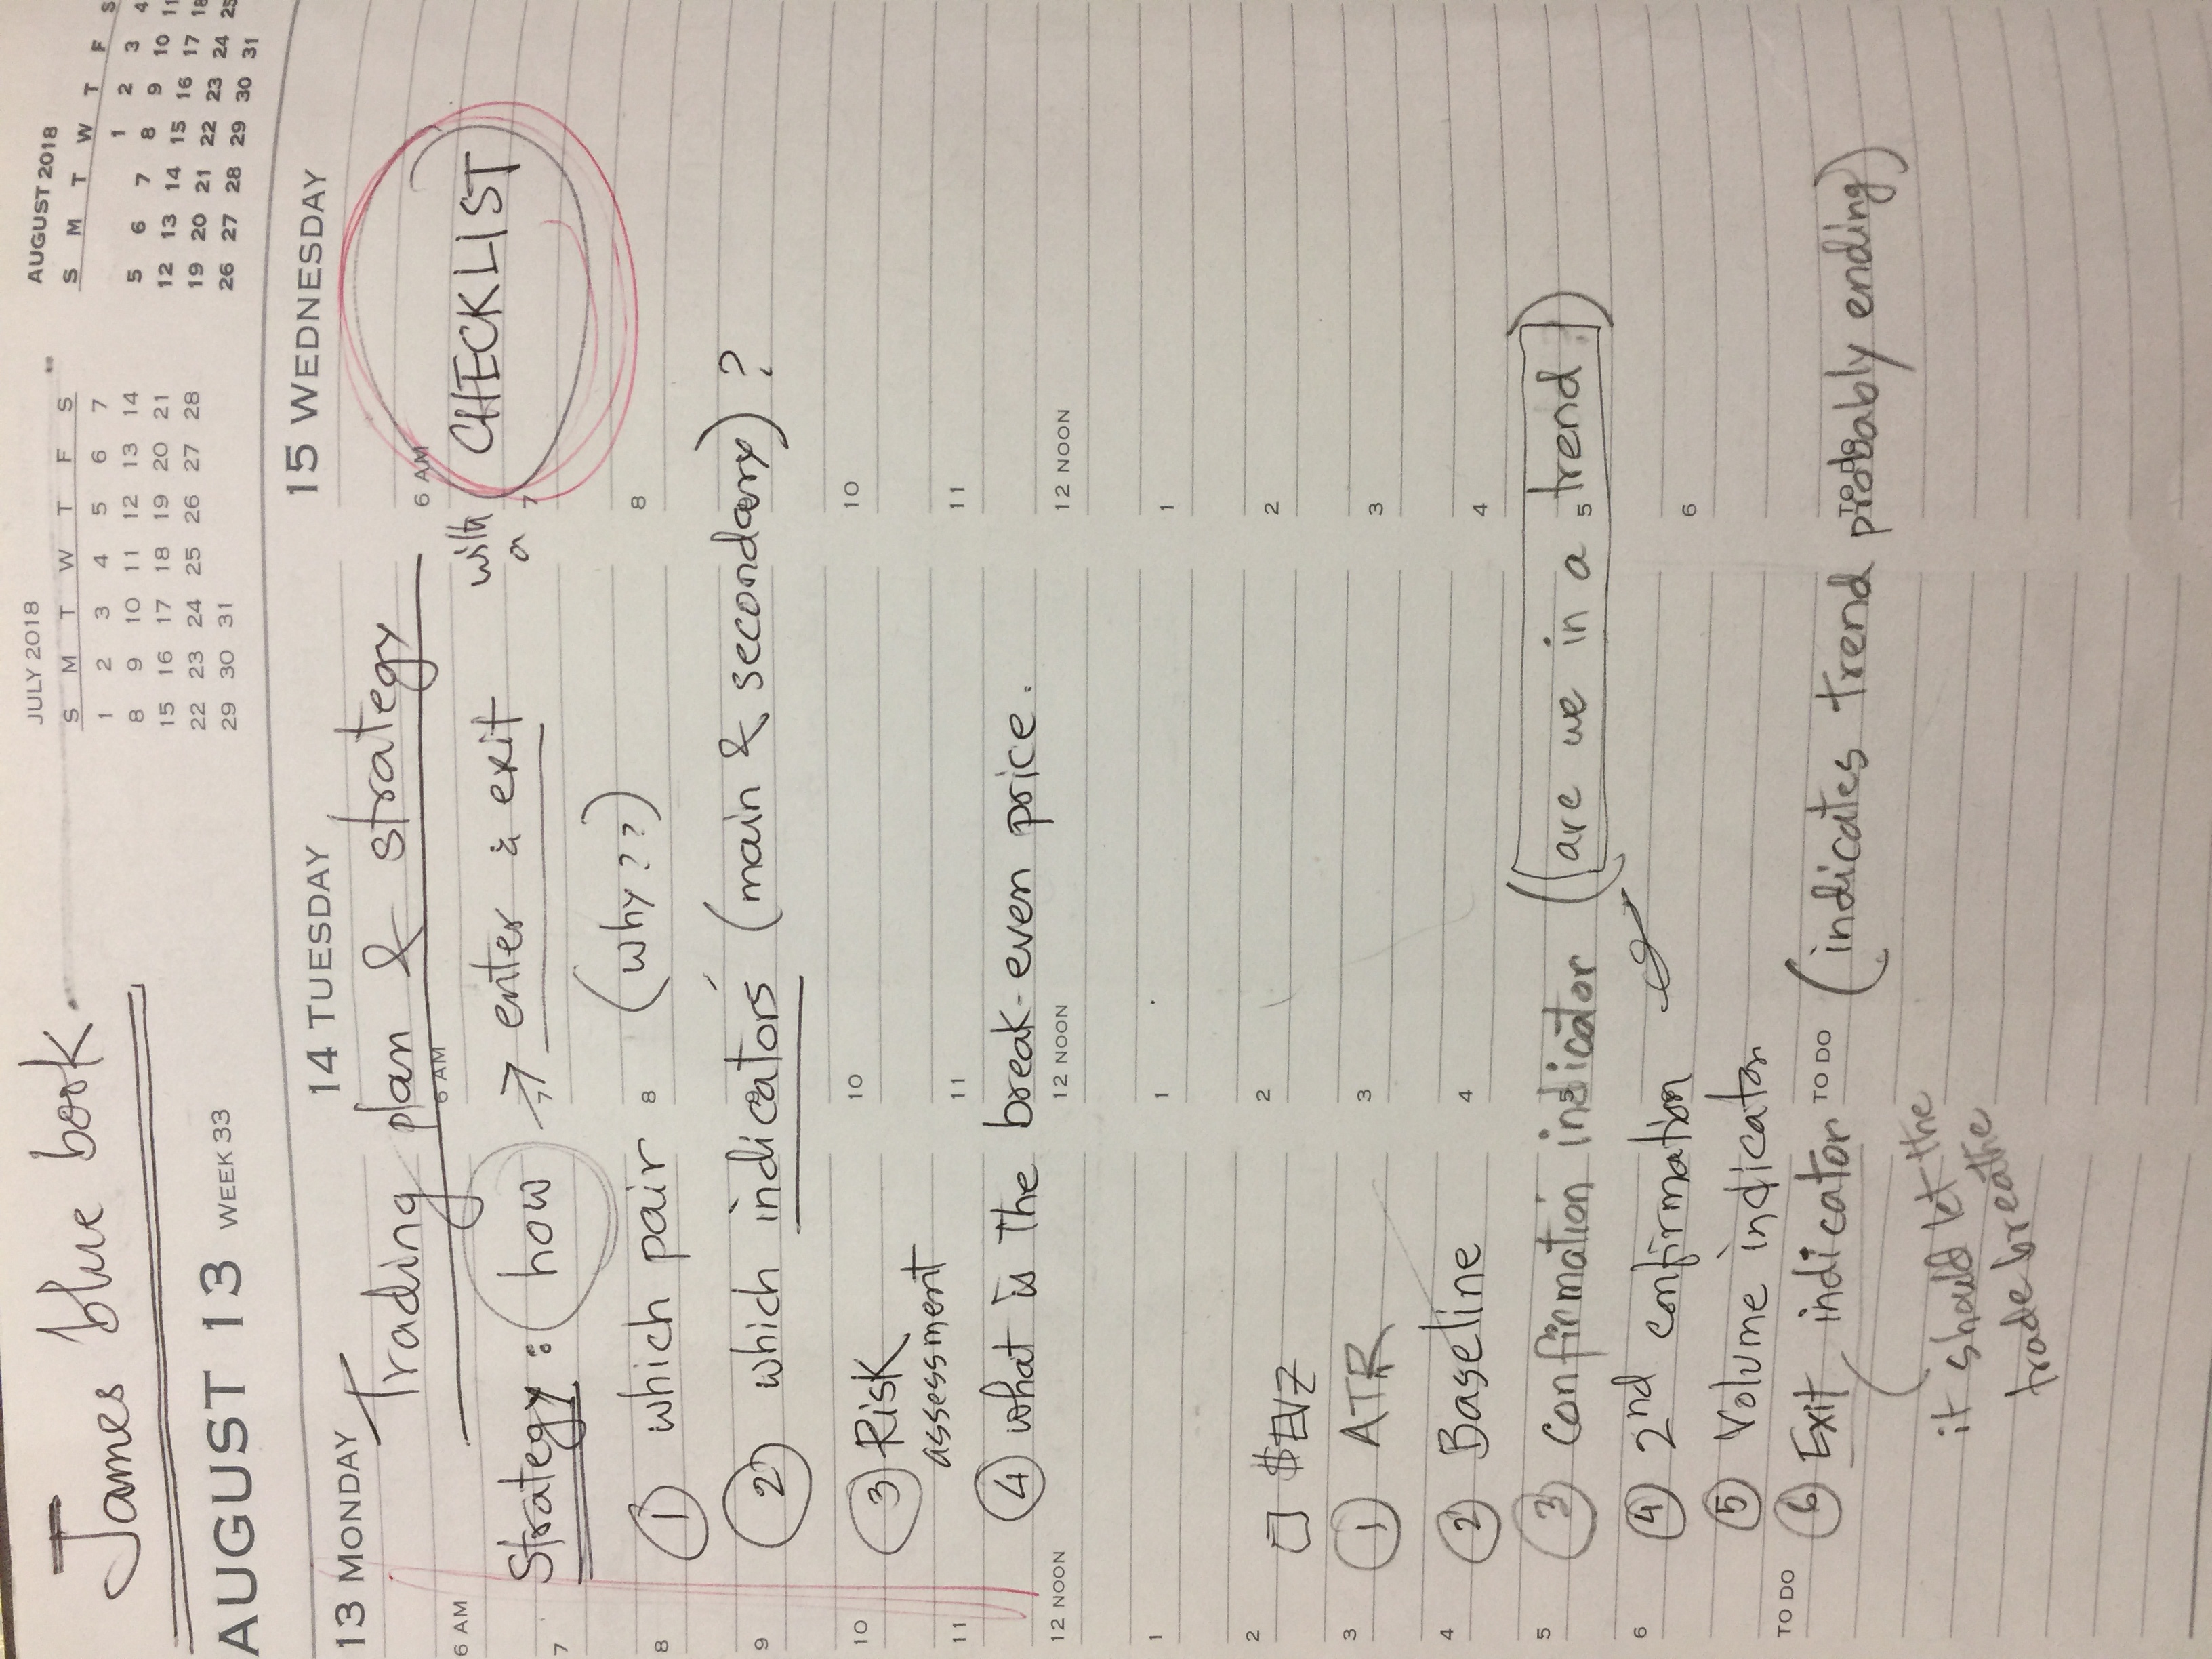 James blue book.
JULY 2018
S M T W T F S
1 2 3 4 5 6 7
8 9 10 11 12 13 14
15 16 17 18 19 20 21
22 23 24 25 26 27 28
29 30 31
AUGUST 2018
S M T W T F S
1 2 3 4
5 6 7 8 9 10 11
12 13 14 15 16 17 18
19 20 21 22 23 24 25
26 27 28 29 30 31
AUGUST 13 WEEK 33
13 MONDAY 14 TUESDAY 15 WEDNESDAY
Trading plan & strategy
6 AM 6 AM 6 AM
Strategy : how → enter & exit with a CHECKLIST
7 7 7
① which pair (why??)
8 8 8
② which indicators (main & secondary) ?
9
③ Risk
10 10 10
assessment
11 11 11
④ what is the break-even price.
12 NOON 12 NOON 12 NOON
1 1 1
2 2 2
$EVZ
3 3 3
① ATR
② Baseline
4 4 4
③ confirmation indicator (are we in a trend)
5 5
④ 2nd confirmation
6 6
⑤ Volume indicator
TO DO TO DO TO DO
⑥ Exit indicator (indicates trend probably ending)
it should let the
trade breathe